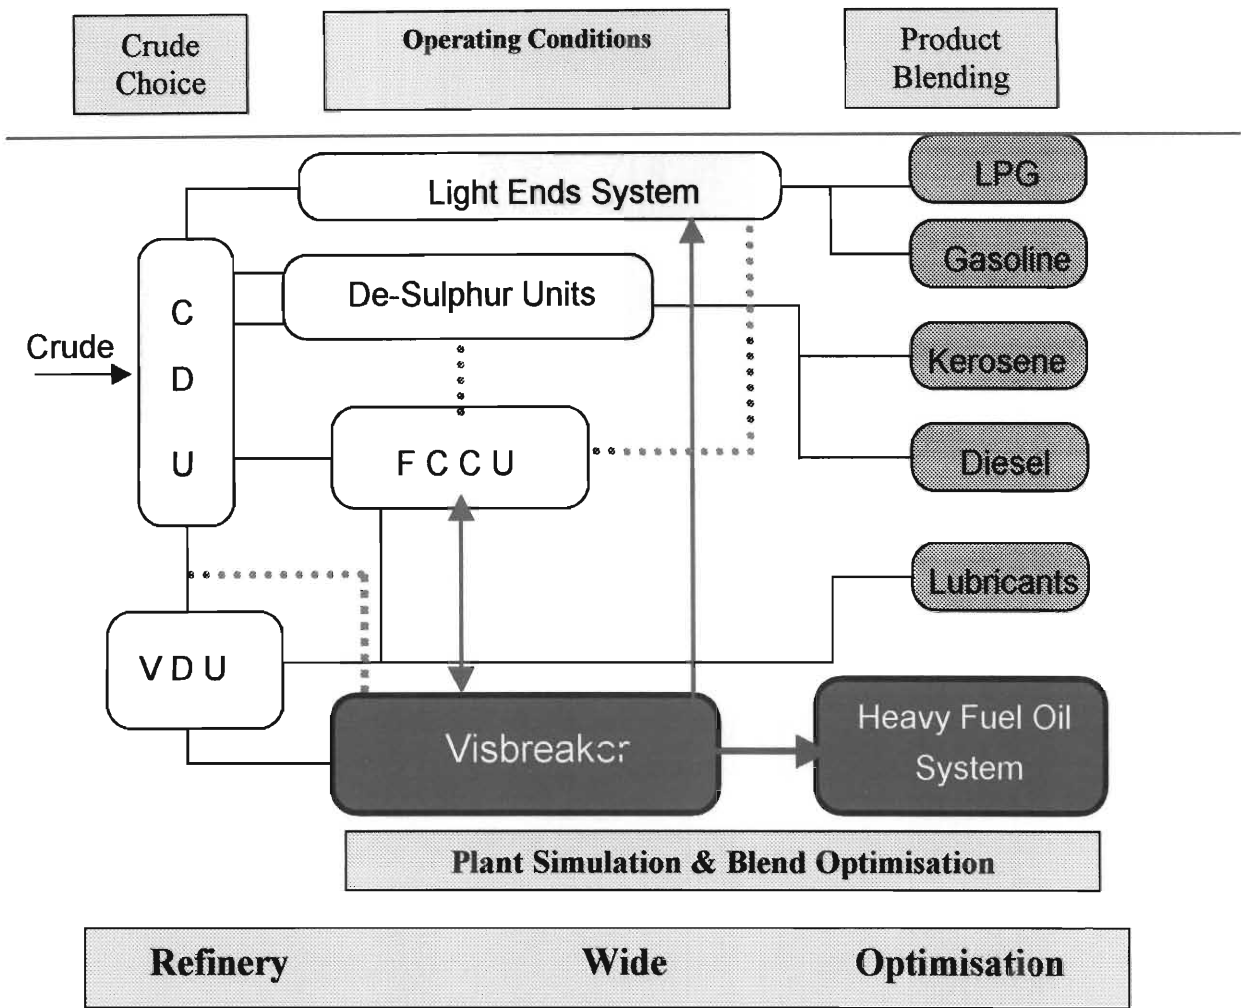 Crude
Choice
Operating Conditions
Product
Blending
Light Ends System
LPG
Gasoline
De-Sulphur Units
C
D
U
Crude
Kerosene
F C C U
Diesel
Lubricants
V D U
Visbreaker
Heavy Fuel Oil
System
Plant Simulation & Blend Optimisation
Refinery Wide Optimisation